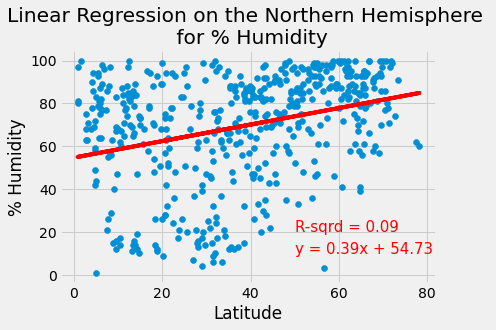 Linear Regression on the Northern Hemisphere
for % Humidity
100
80
60
40
20
0
% Humidity
R-sqrd = 0.09
y = 0.39x + 54.73
0 20 40 60 80
Latitude